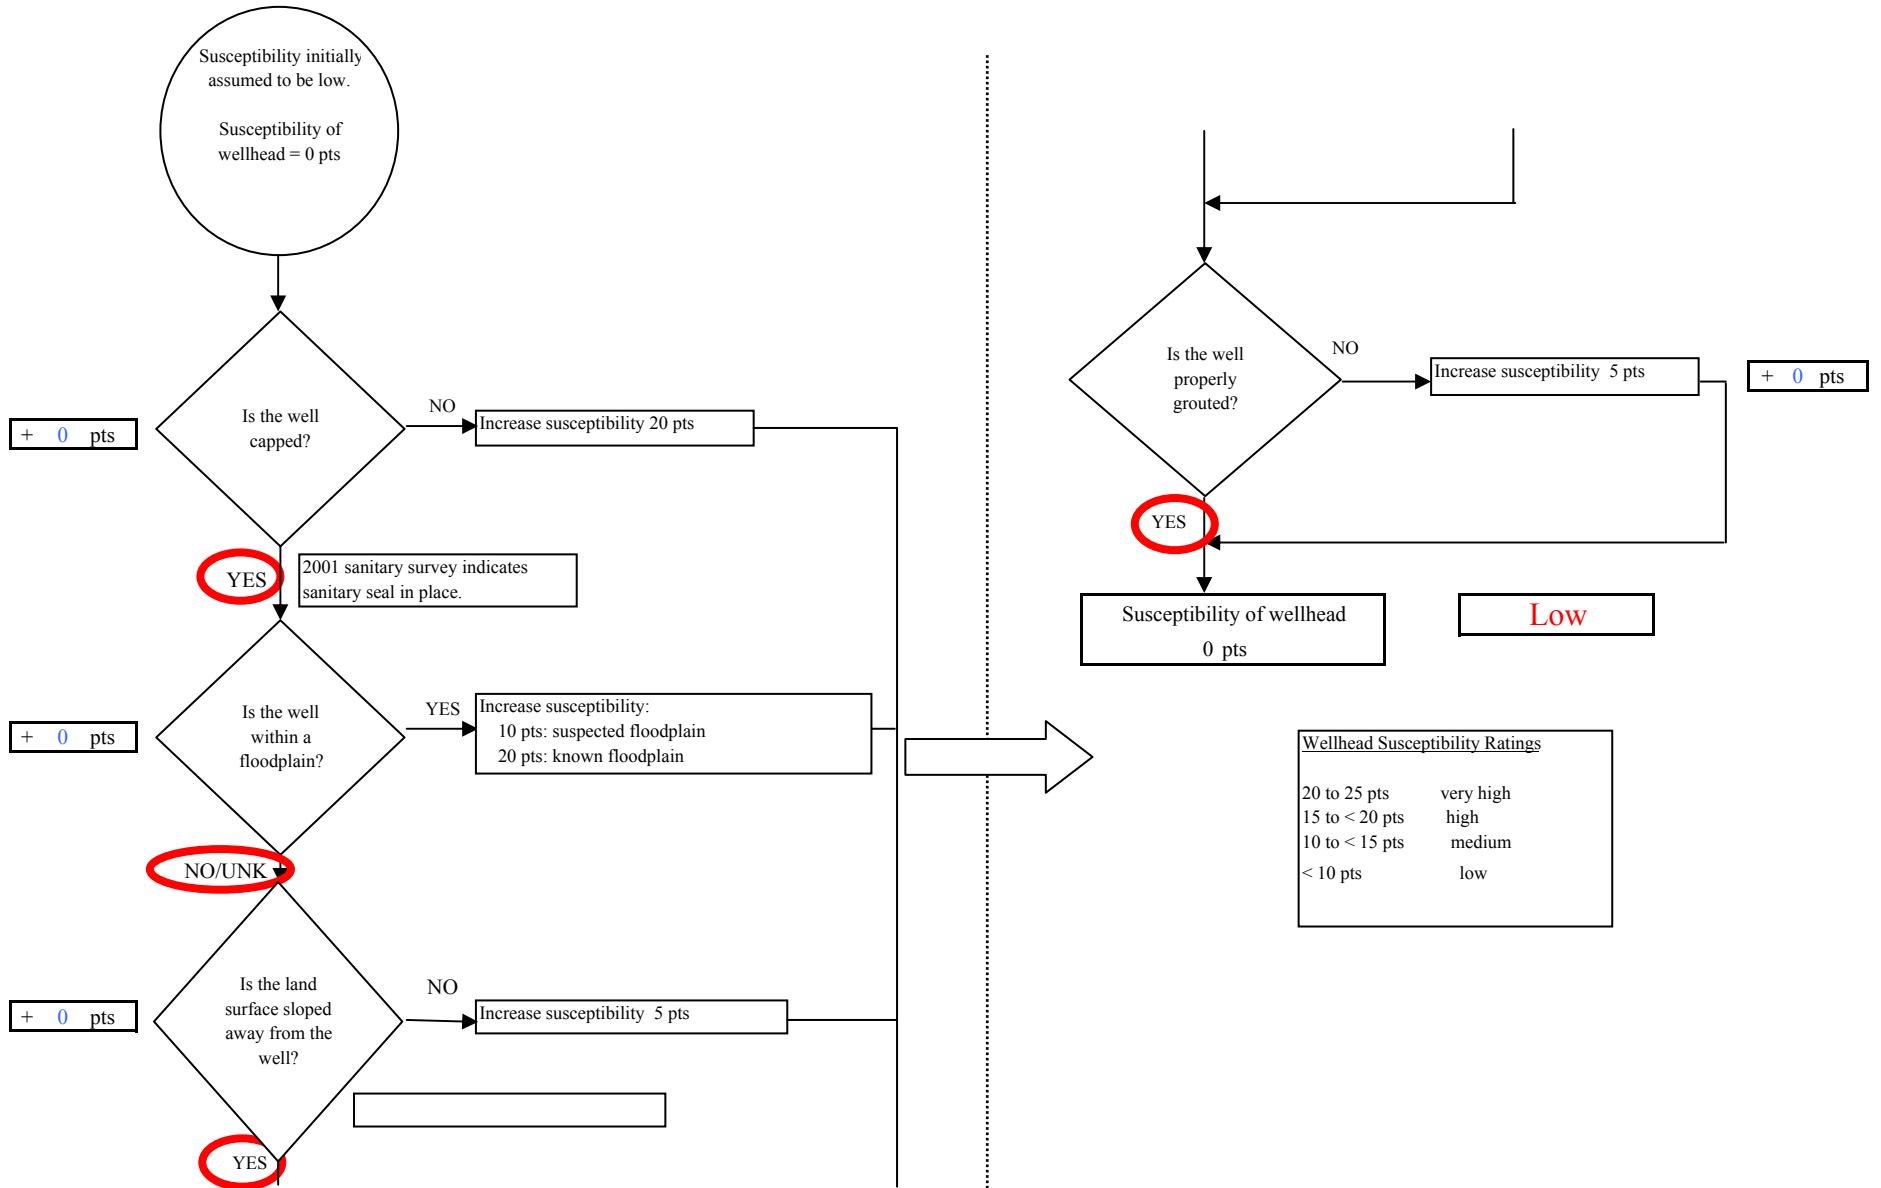 Susceptibility initially
assumed to be low.
Susceptibility of
wellhead = 0 pts
Is the well
capped?
+ 0 pts
NO
Increase susceptibility 20 pts
YES
2001 sanitary survey indicates
sanitary seal in place.
Is the well
within a
floodplain?
+ 0 pts
YES
Increase susceptibility:
10 pts: suspected floodplain
20 pts: known floodplain
NO/UNK
Is the land
surface sloped
away from the
well?
+ 0 pts
NO
Increase susceptibility 5 pts
YES
Is the well
properly
grouted?
NO
Increase susceptibility 5 pts
+ 0 pts
YES
Susceptibility of wellhead
0 pts
Low
Wellhead Susceptibility Ratings
20 to 25 pts very high
15 to < 20 pts high
10 to < 15 pts medium
< 10 pts low